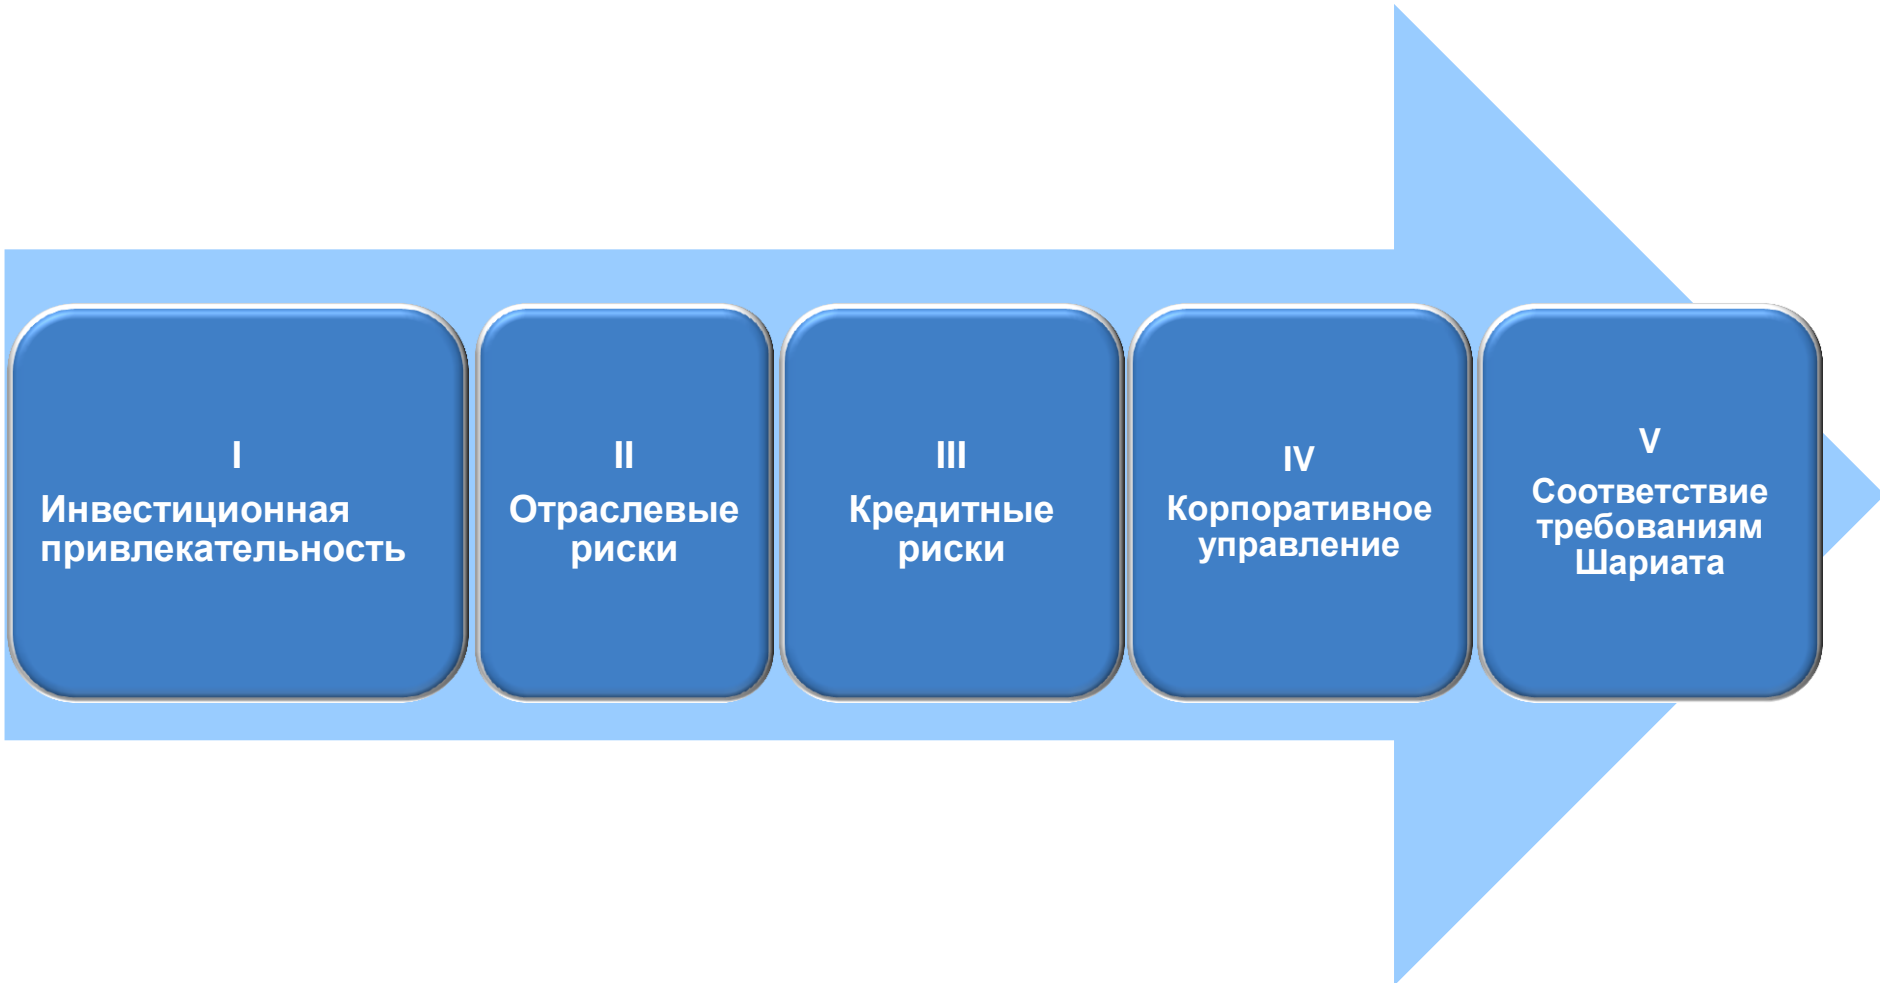 I
Инвестиционная
привлекательность
II
Отраслевые
риски
III
Кредитные
риски
IV
Корпоративное
управление
V
Соответствие
требованиям
Шариата